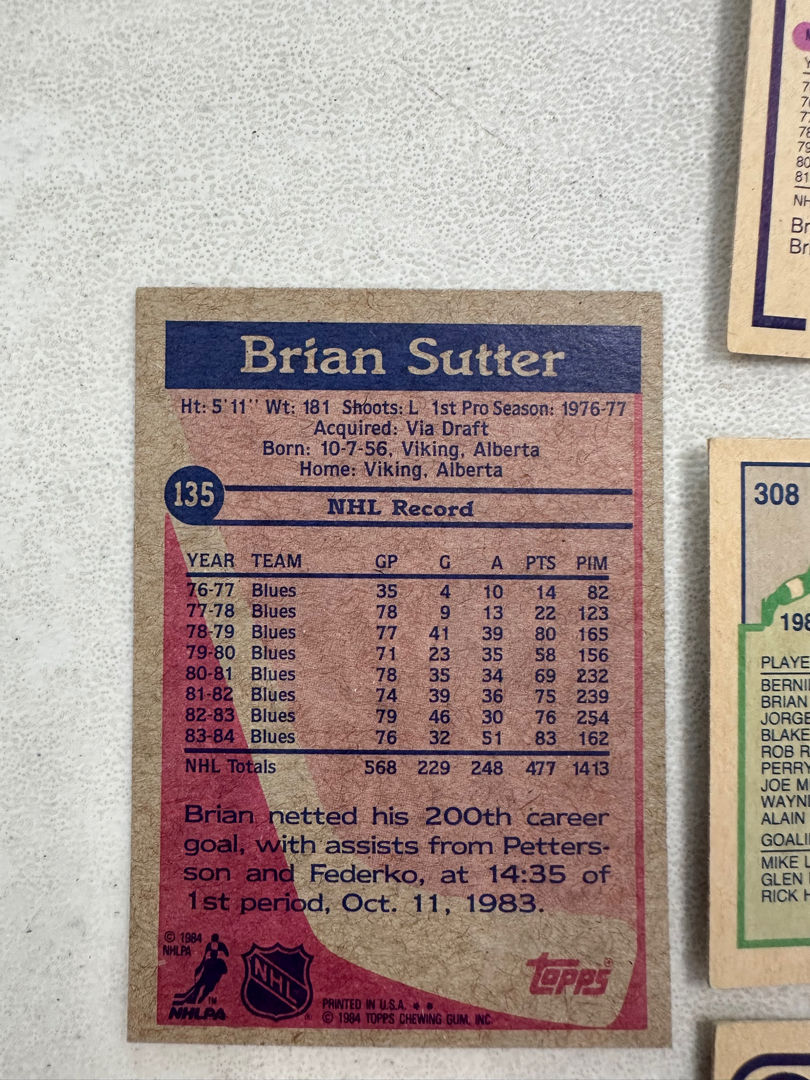 Brian Sutter
Ht: 5'11" Wt: 181 Shoots: L 1st Pro Season: 1976-77
Acquired: Via Draft
Born: 10-7-56, Viking, Alberta
Home: Viking, Alberta
135
NHL Record
YEAR TEAM GP G A PTS PIM
76-77 Blues 35 4 10 14 82
77-78 Blues 78 9 13 22 123
78-79 Blues 77 41 39 80 165
79-80 Blues 71 23 35 58 156
80-81 Blues 78 35 34 69 232
81-82 Blues 74 39 36 75 239
82-83 Blues 79 46 30 76 254
83-84 Blues 76 32 51 83 162
NHL Totals 568 229 248 477 1413
Brian netted his 200th career
goal, with assists from Petters-
son and Federko, at 14:35 of
1st period, Oct. 11, 1983.
© 1984
NHLPA
NHLPA
TM
NHL
PRINTED IN U.S.A. * *
© 1984 TOPPS CHEWING GUM, INC.
topps®
79
80
81
308
PLAYE
BERNI
BRIAN
JORGE
BLAKE
ROB R
PERRY
JOE M
WAYN
ALAIN
GOALI
MIKE
GLEN
RICK H